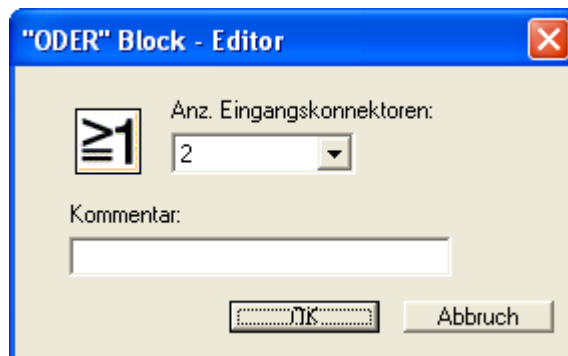 "ODER" Block - Editor
≧1
Anz. Eingangskonnektoren:
2
Kommentar:
OK
Abbruch